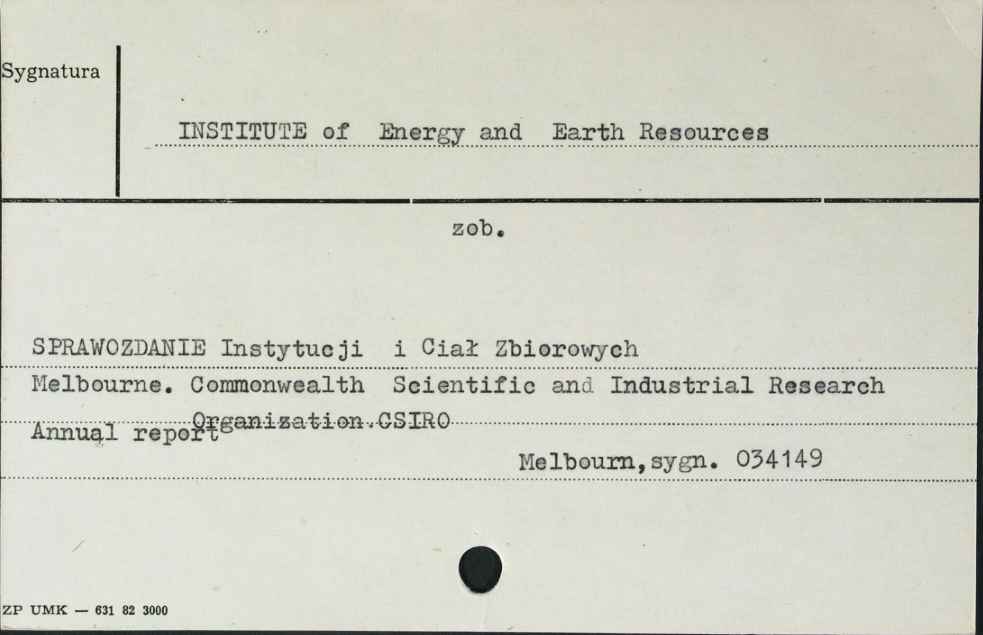 Sygnatura
INSTITUTE of Energy and Earth Resources
zob.
SPRAWOZDANIE Instytucji i Ciał Zbiorowych
Melbourne. Commonwealth Scientific and Industrial Research
Organization.CSIRO
Annual report
Melbourn,sygn. 034149
ZP UMK — 631 82 3000